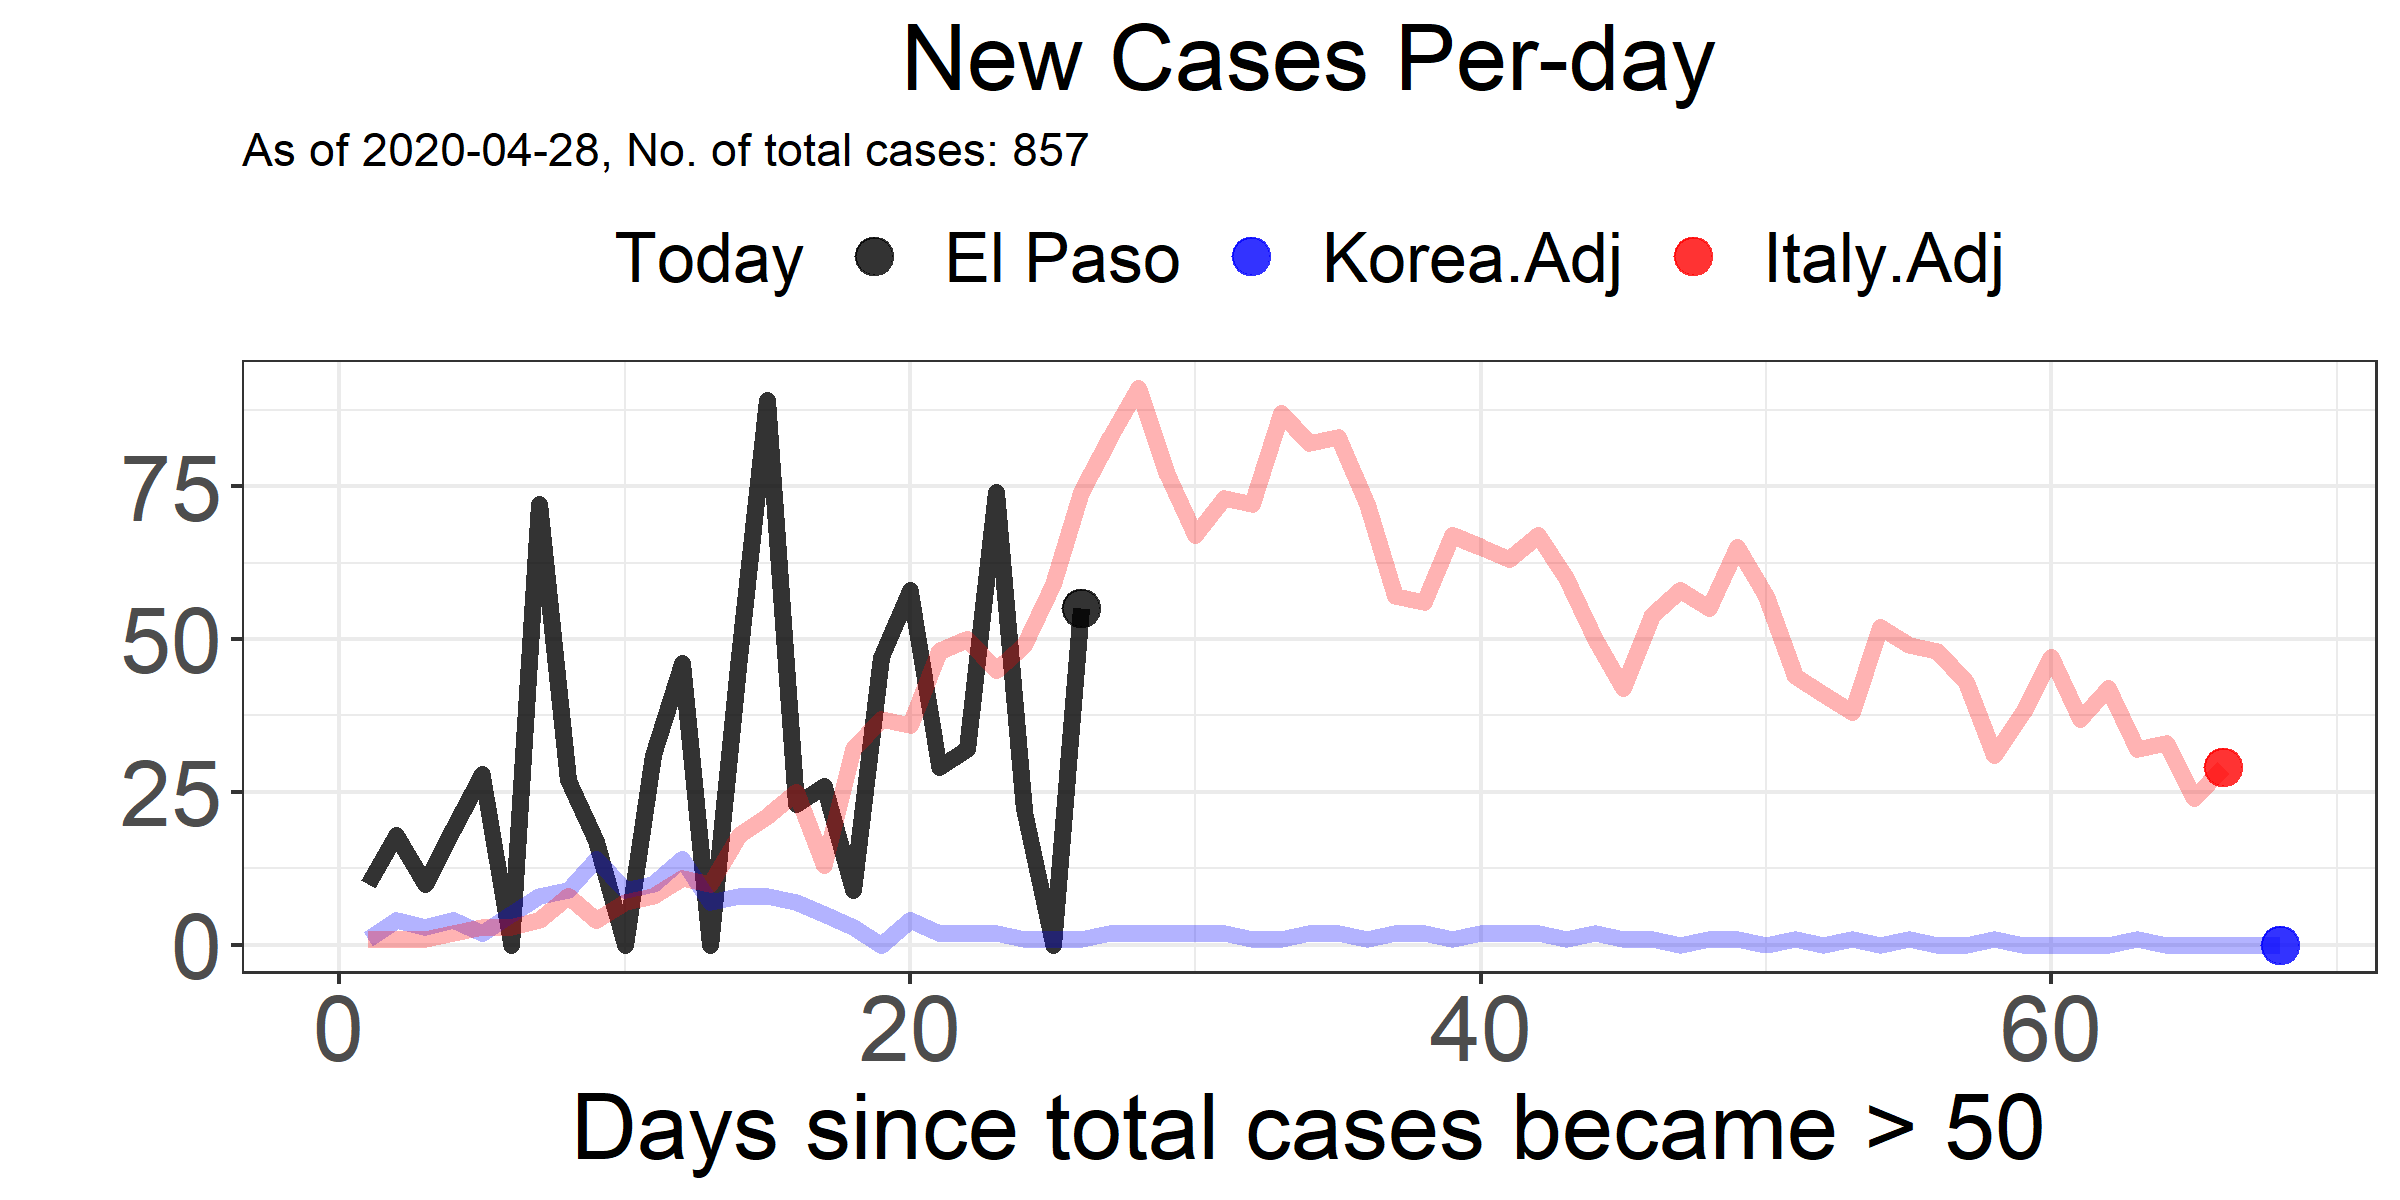 New Cases Per-day
As of 2020-04-28, No. of total cases: 857
Today El Paso Korea.Adj Italy.Adj
75
50
25
0
0 20 40 60
Days since total cases became > 50